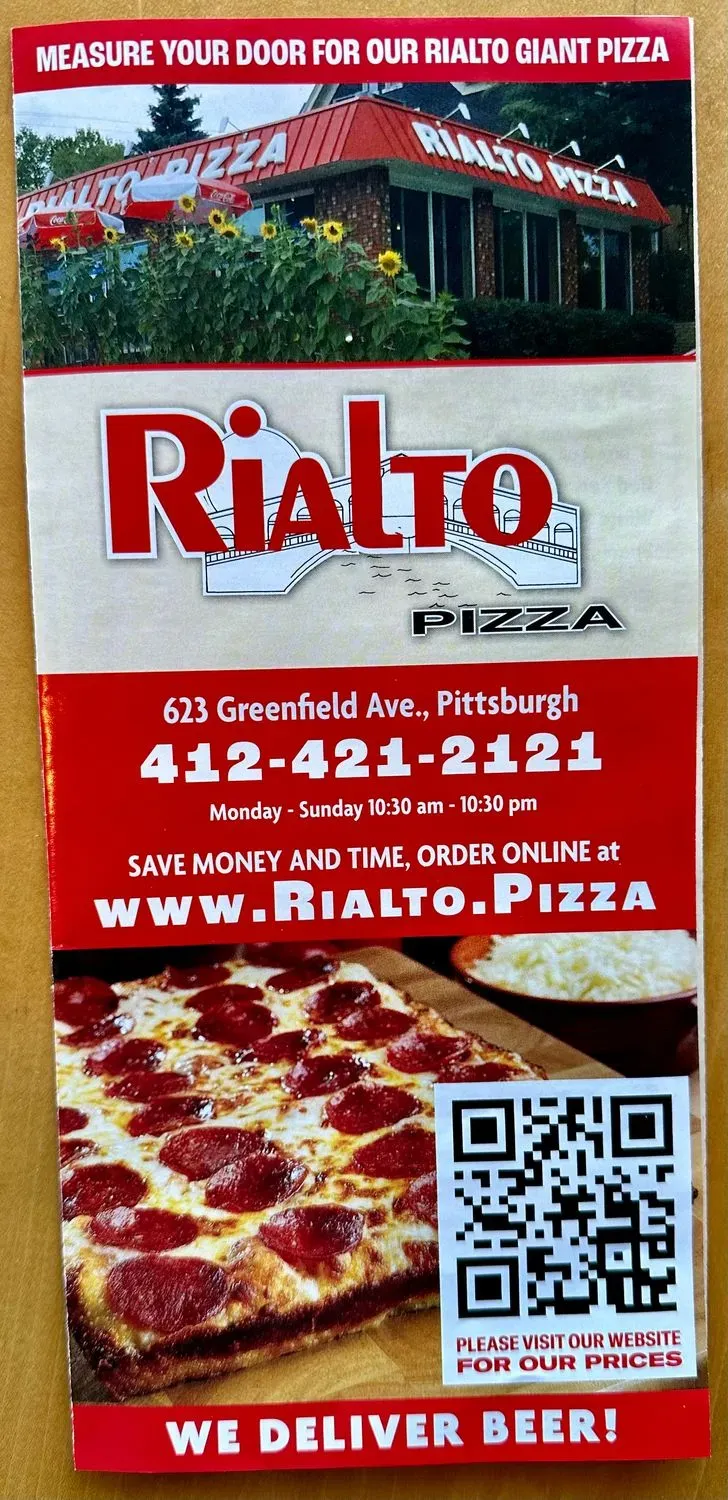 MEASURE YOUR DOOR FOR OUR RIALTO GIANT PIZZA
RIALTO PIZZA
RIALTO PIZZA
Coca-Cola
RIALTO
PIZZA
623 Greenfield Ave., Pittsburgh
412-421-2121
Monday - Sunday 10:30 am - 10:30 pm
SAVE MONEY AND TIME, ORDER ONLINE at
www.Rialto.Pizza
PLEASE VISIT OUR WEBSITE
FOR OUR PRICES
WE DELIVER BEER!